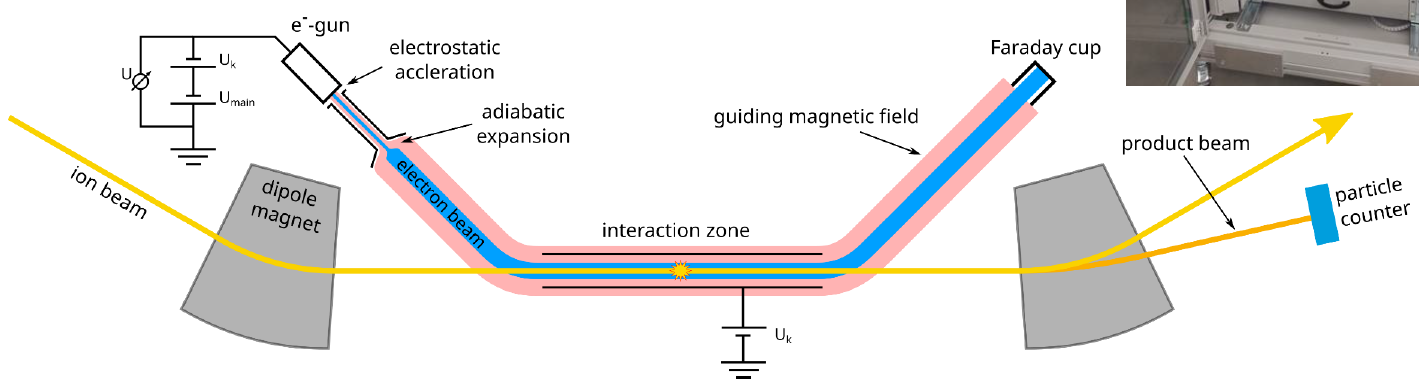 e⁻-gun
electrostatic
accleration
U
Uₖ
Uₘₐᵢₙ
adiabatic
expansion
Faraday cup
guiding magnetic field
ion beam
dipole
magnet
electron beam
interaction zone
Uₖ
product beam
particle
counter